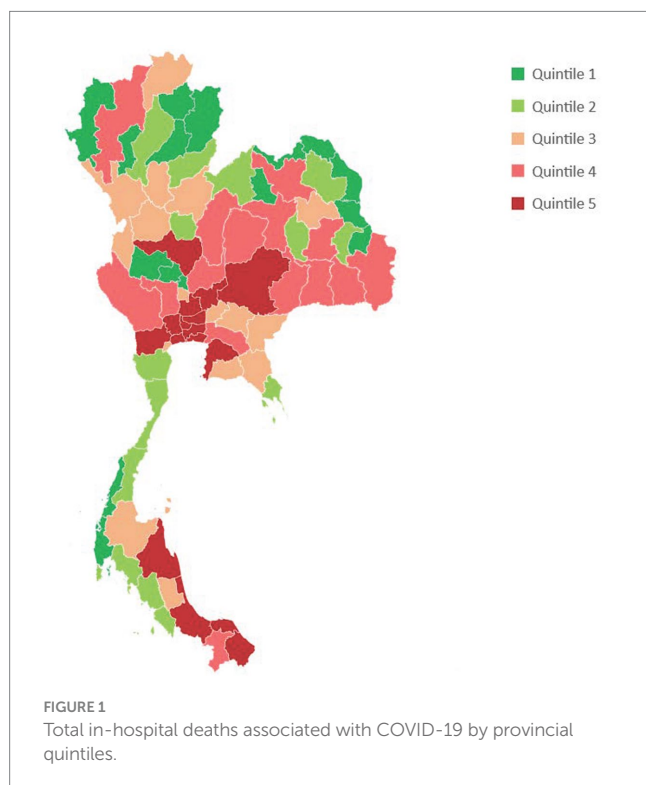 Quintile 1
Quintile 2
Quintile 3
Quintile 4
Quintile 5
FIGURE 1
Total in-hospital deaths associated with COVID-19 by provincial
quintiles.